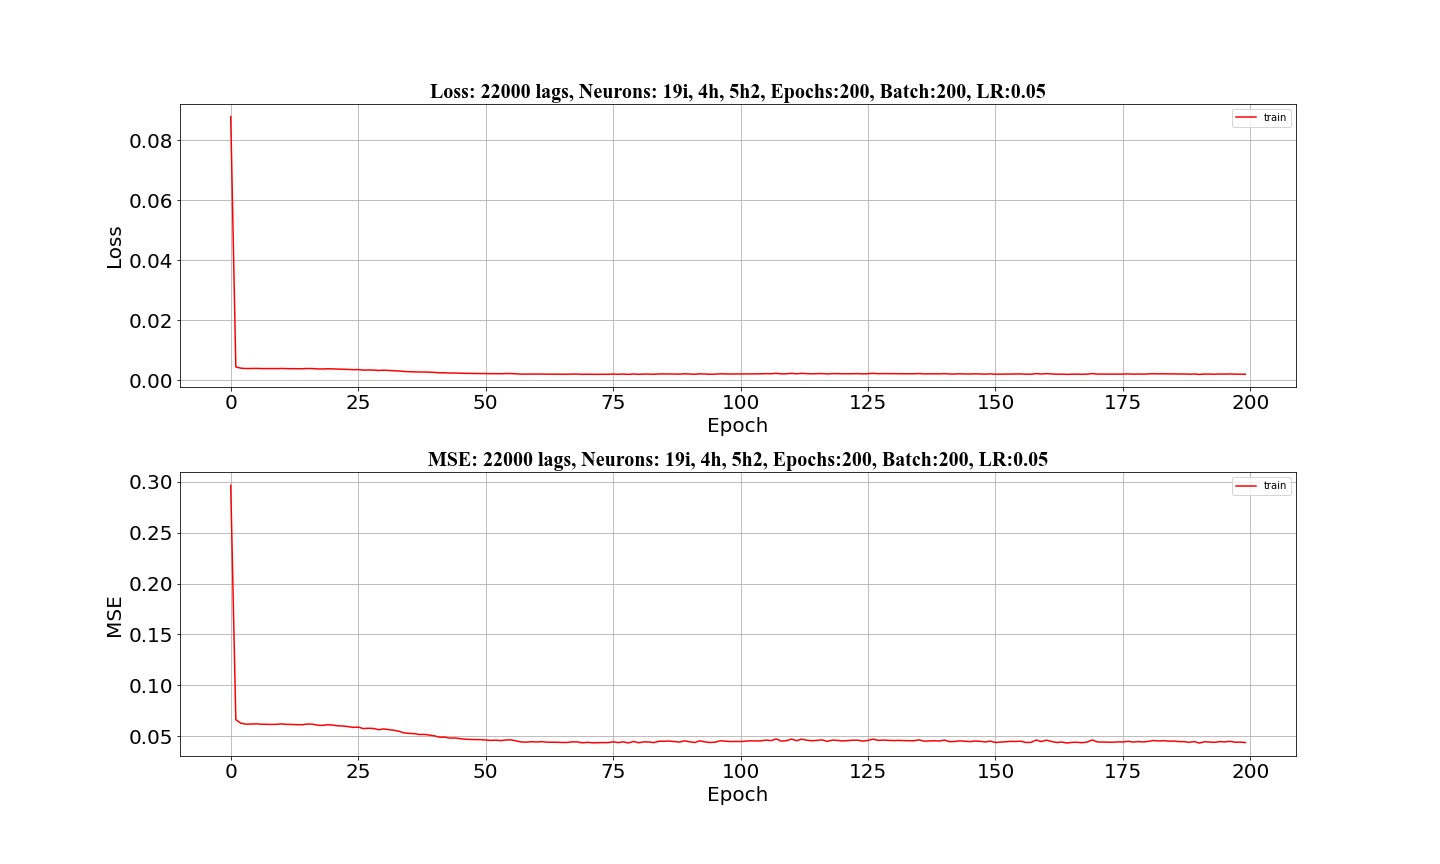 Loss: 22000 lags, Neurons: 19i, 4h, 5h2, Epochs:200, Batch:200, LR:0.05
train
0.08
0.06
0.04
0.02
0.00
Loss
0 25 50 75 100 125 150 175 200
Epoch
MSE: 22000 lags, Neurons: 19i, 4h, 5h2, Epochs:200, Batch:200, LR:0.05
train
0.30
0.25
0.20
0.15
0.10
0.05
MSE
0 25 50 75 100 125 150 175 200
Epoch